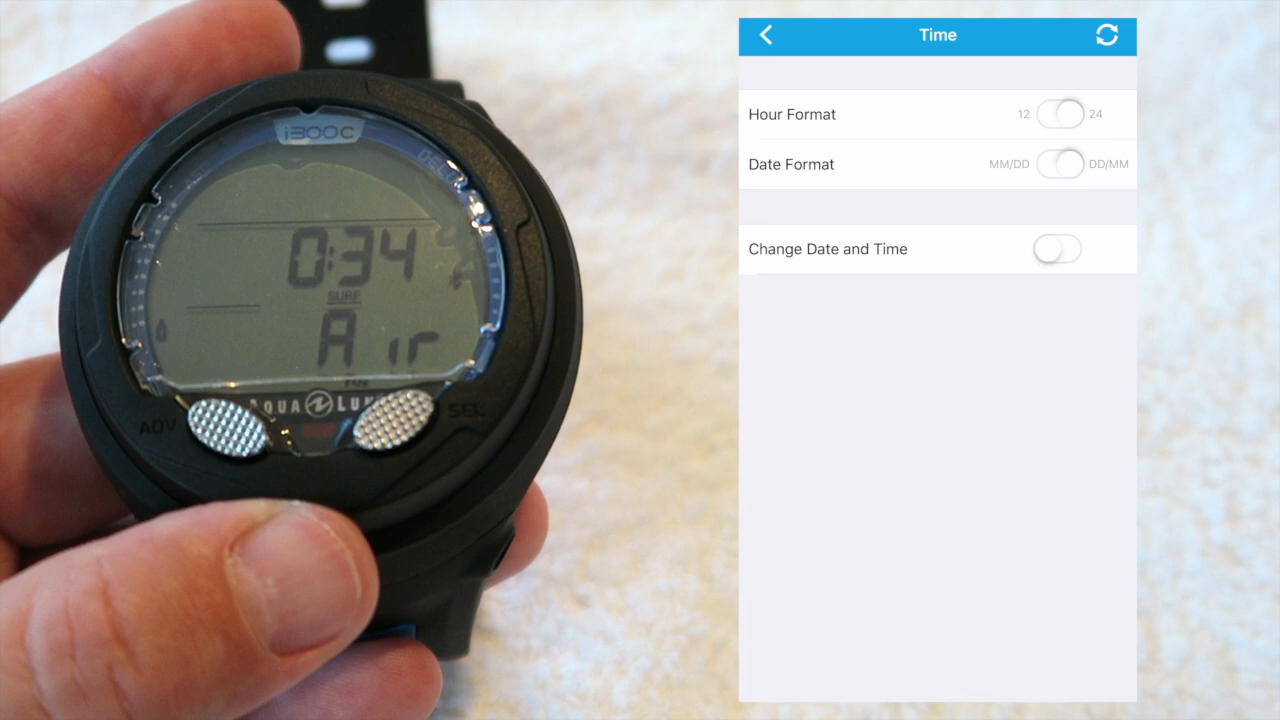 i300C
0:34
SURF
Air
AQUA LUNG
ADV
SEL
Time
Hour Format 12 24
Date Format MM/DD DD/MM
Change Date and Time